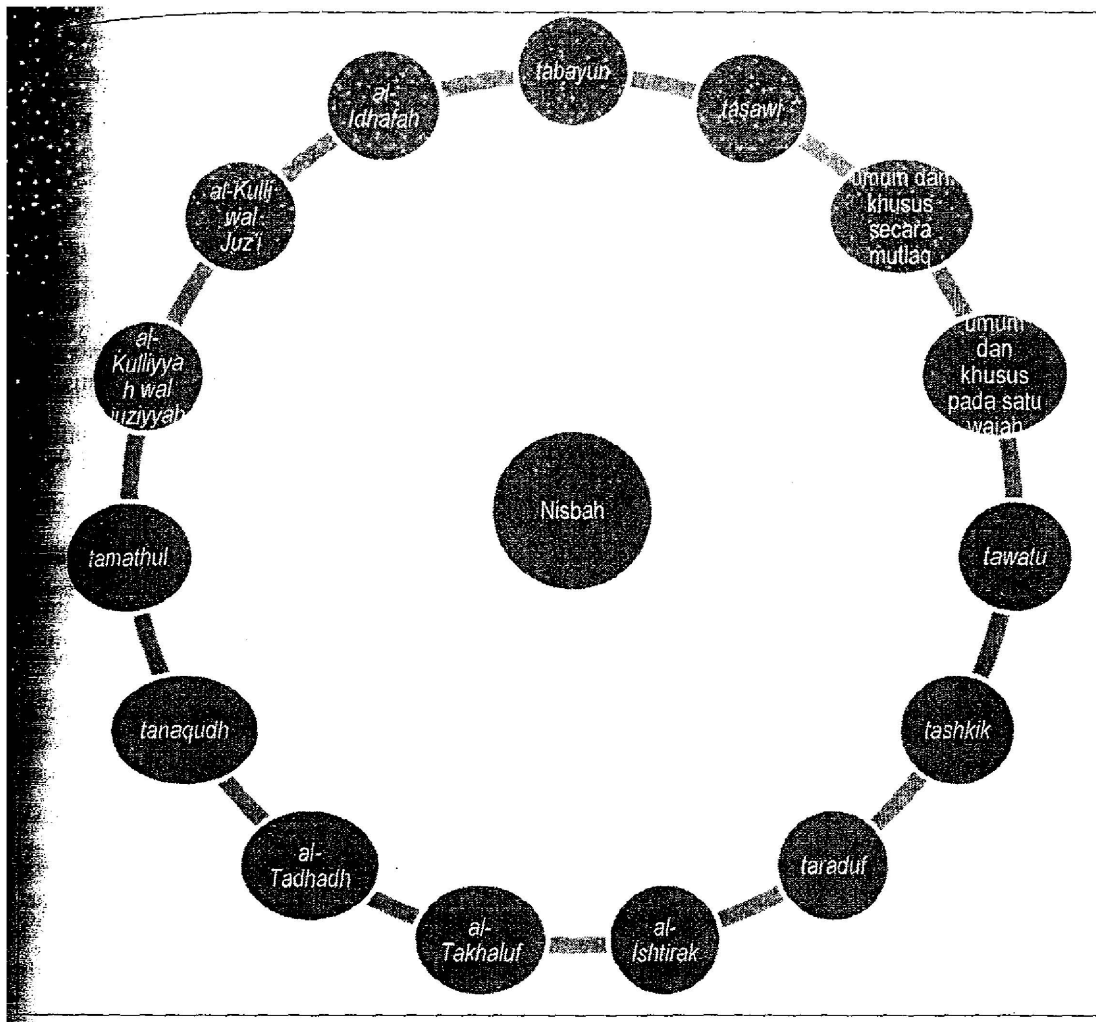 tabayun
tasawi
umum dan
khusus
secara
mutlaq
umum
dan
khusus
pada satu
wajah
tawatu
tashkik
taraduf
al-
Ishtirak
al-
Takhaluf
al-
Tadhadh
tanaqudh
tamathul
al-
Kulliyya
h wal
juziyyah
al-Kulli
wal
Juz'i
al-
Idhafah
Nisbah